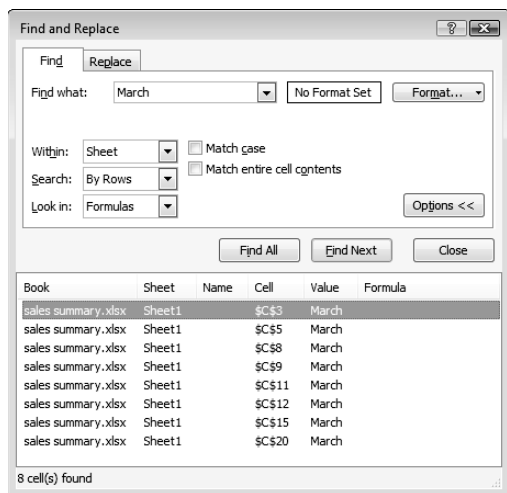 Find and Replace
Find Replace
Find what: March No Format Set Format...
Within: Sheet Match case
Search: By Rows Match entire cell contents
Look in: Formulas Options <<
Find All Find Next Close
Book Sheet Name Cell Value Formula
sales summary.xlsx Sheet1 $C$3 March
sales summary.xlsx Sheet1 $C$5 March
sales summary.xlsx Sheet1 $C$8 March
sales summary.xlsx Sheet1 $C$9 March
sales summary.xlsx Sheet1 $C$11 March
sales summary.xlsx Sheet1 $C$12 March
sales summary.xlsx Sheet1 $C$15 March
sales summary.xlsx Sheet1 $C$20 March
8 cell(s) found